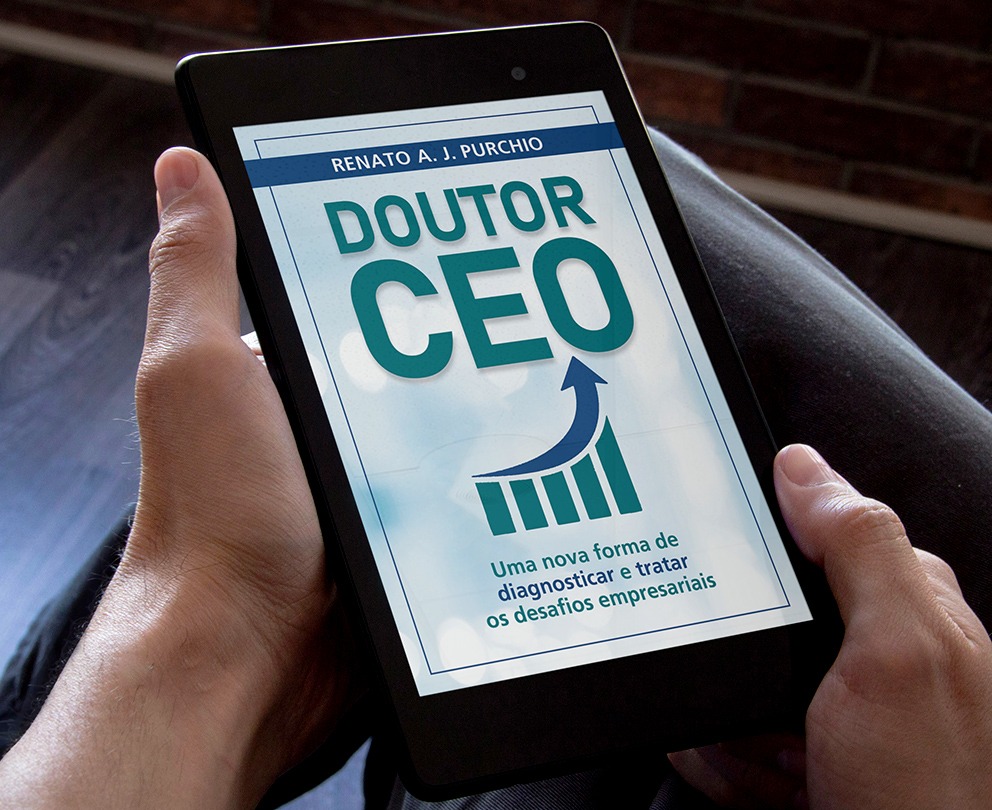 RENATO A. J. PURCHIO
DOUTOR
CEO
Uma nova forma de
diagnosticar e tratar
os desafios empresariais